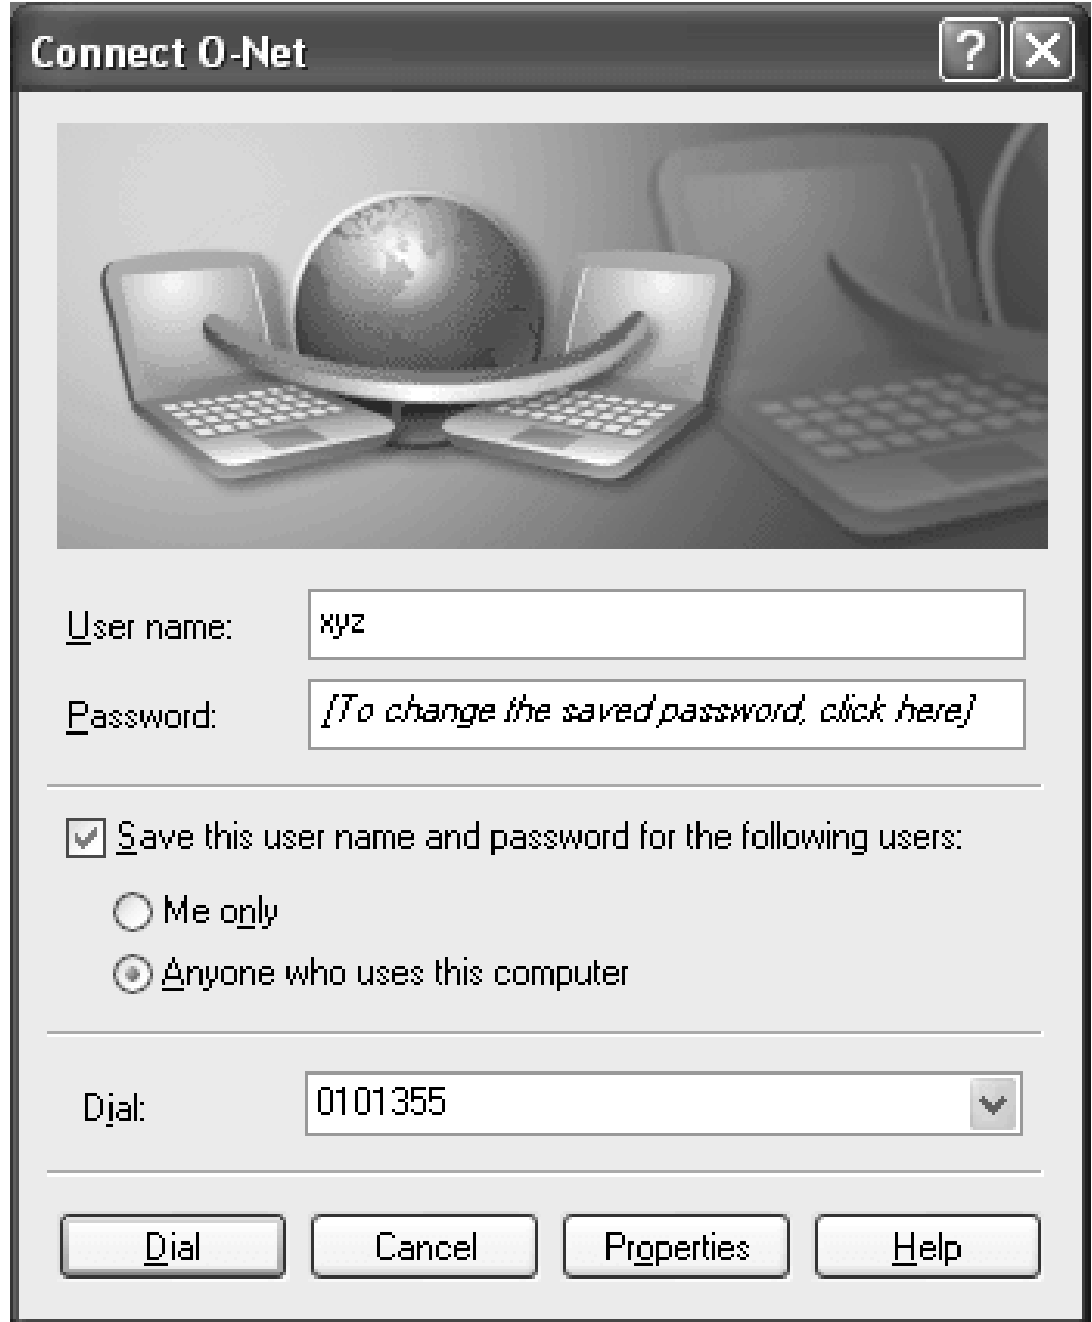 Connect O-Net
User name: xyz
Password: [To change the saved password, click here]
Save this user name and password for the following users:
Me only
Anyone who uses this computer
Dial: 0101355
Dial Cancel Properties Help